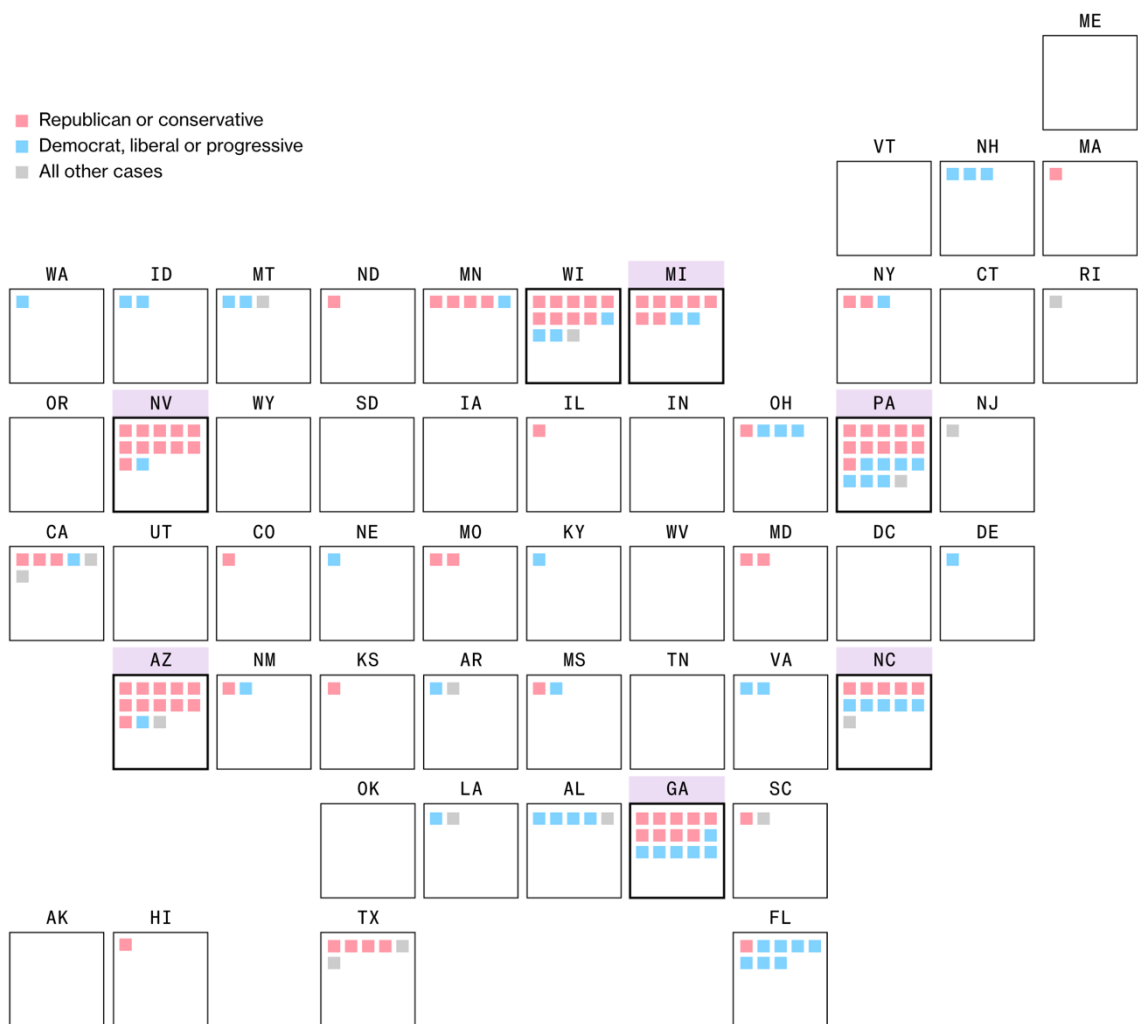 ME
Republican or conservative
Democrat, liberal or progressive
All other cases
VT NH MA
WA ID MT ND MN WI MI NY CT RI
OR NV WY SD IA IL IN OH PA NJ
CA UT CO NE MO KY WV MD DC DE
AZ NM KS AR MS TN VA NC
OK LA AL GA SC
AK HI TX FL